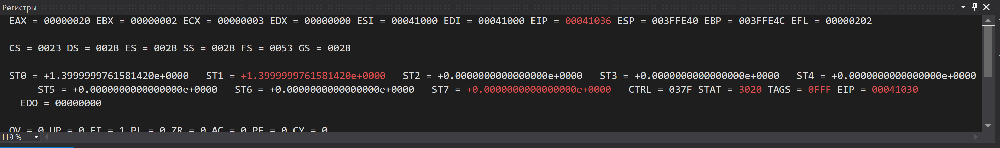 Регистры
EAX = 00000020 EBX = 00000002 ECX = 00000003 EDX = 00000000 ESI = 00041000 EDI = 00041000 EIP = 00041036 ESP = 003FFE40 EBP = 003FFE4C EFL = 00000202
CS = 0023 DS = 002B ES = 002B SS = 002B FS = 0053 GS = 002B
ST0 = +1.3999999761581420e+0000 ST1 = +1.3999999761581420e+0000 ST2 = +0.0000000000000000e+0000 ST3 = +0.0000000000000000e+0000 ST4 = +0.0000000000000000e+0000
ST5 = +0.0000000000000000e+0000 ST6 = +0.0000000000000000e+0000 ST7 = +0.0000000000000000e+0000 CTRL = 037F STAT = 3020 TAGS = 0FFF EIP = 00041030
EDO = 00000000
OV = 0 UP = 0 EI = 1 PL = 0 ZR = 0 AC = 0 PE = 0 CY = 0
119 %